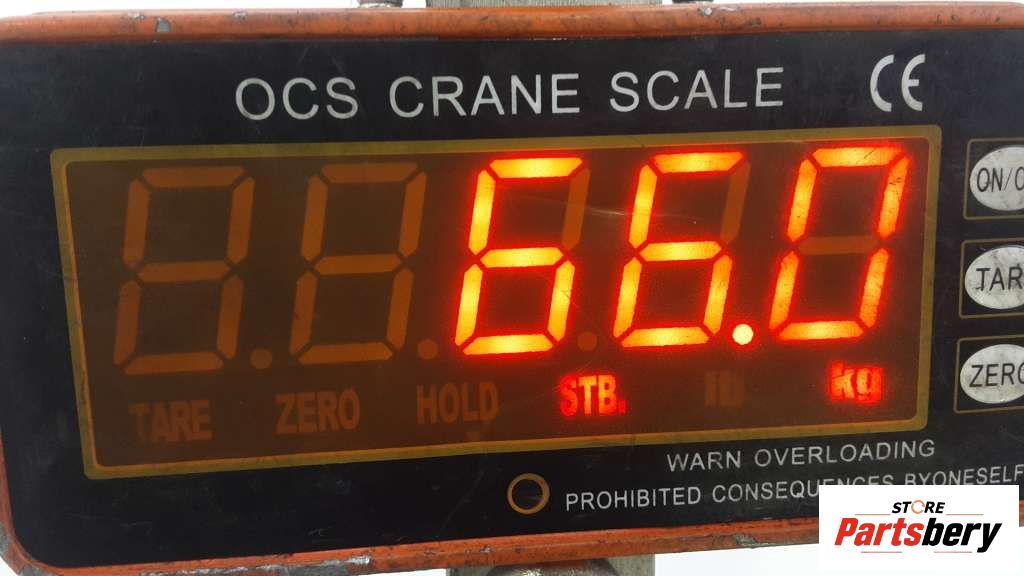 OCS CRANE SCALE CE
66.0
TARE ZERO HOLD STB. lb kg
ON/O
TAR
ZERO
WARN OVERLOADING
PROHIBITED CONSEQUENCES BYONESELF
STORE
Partsbery